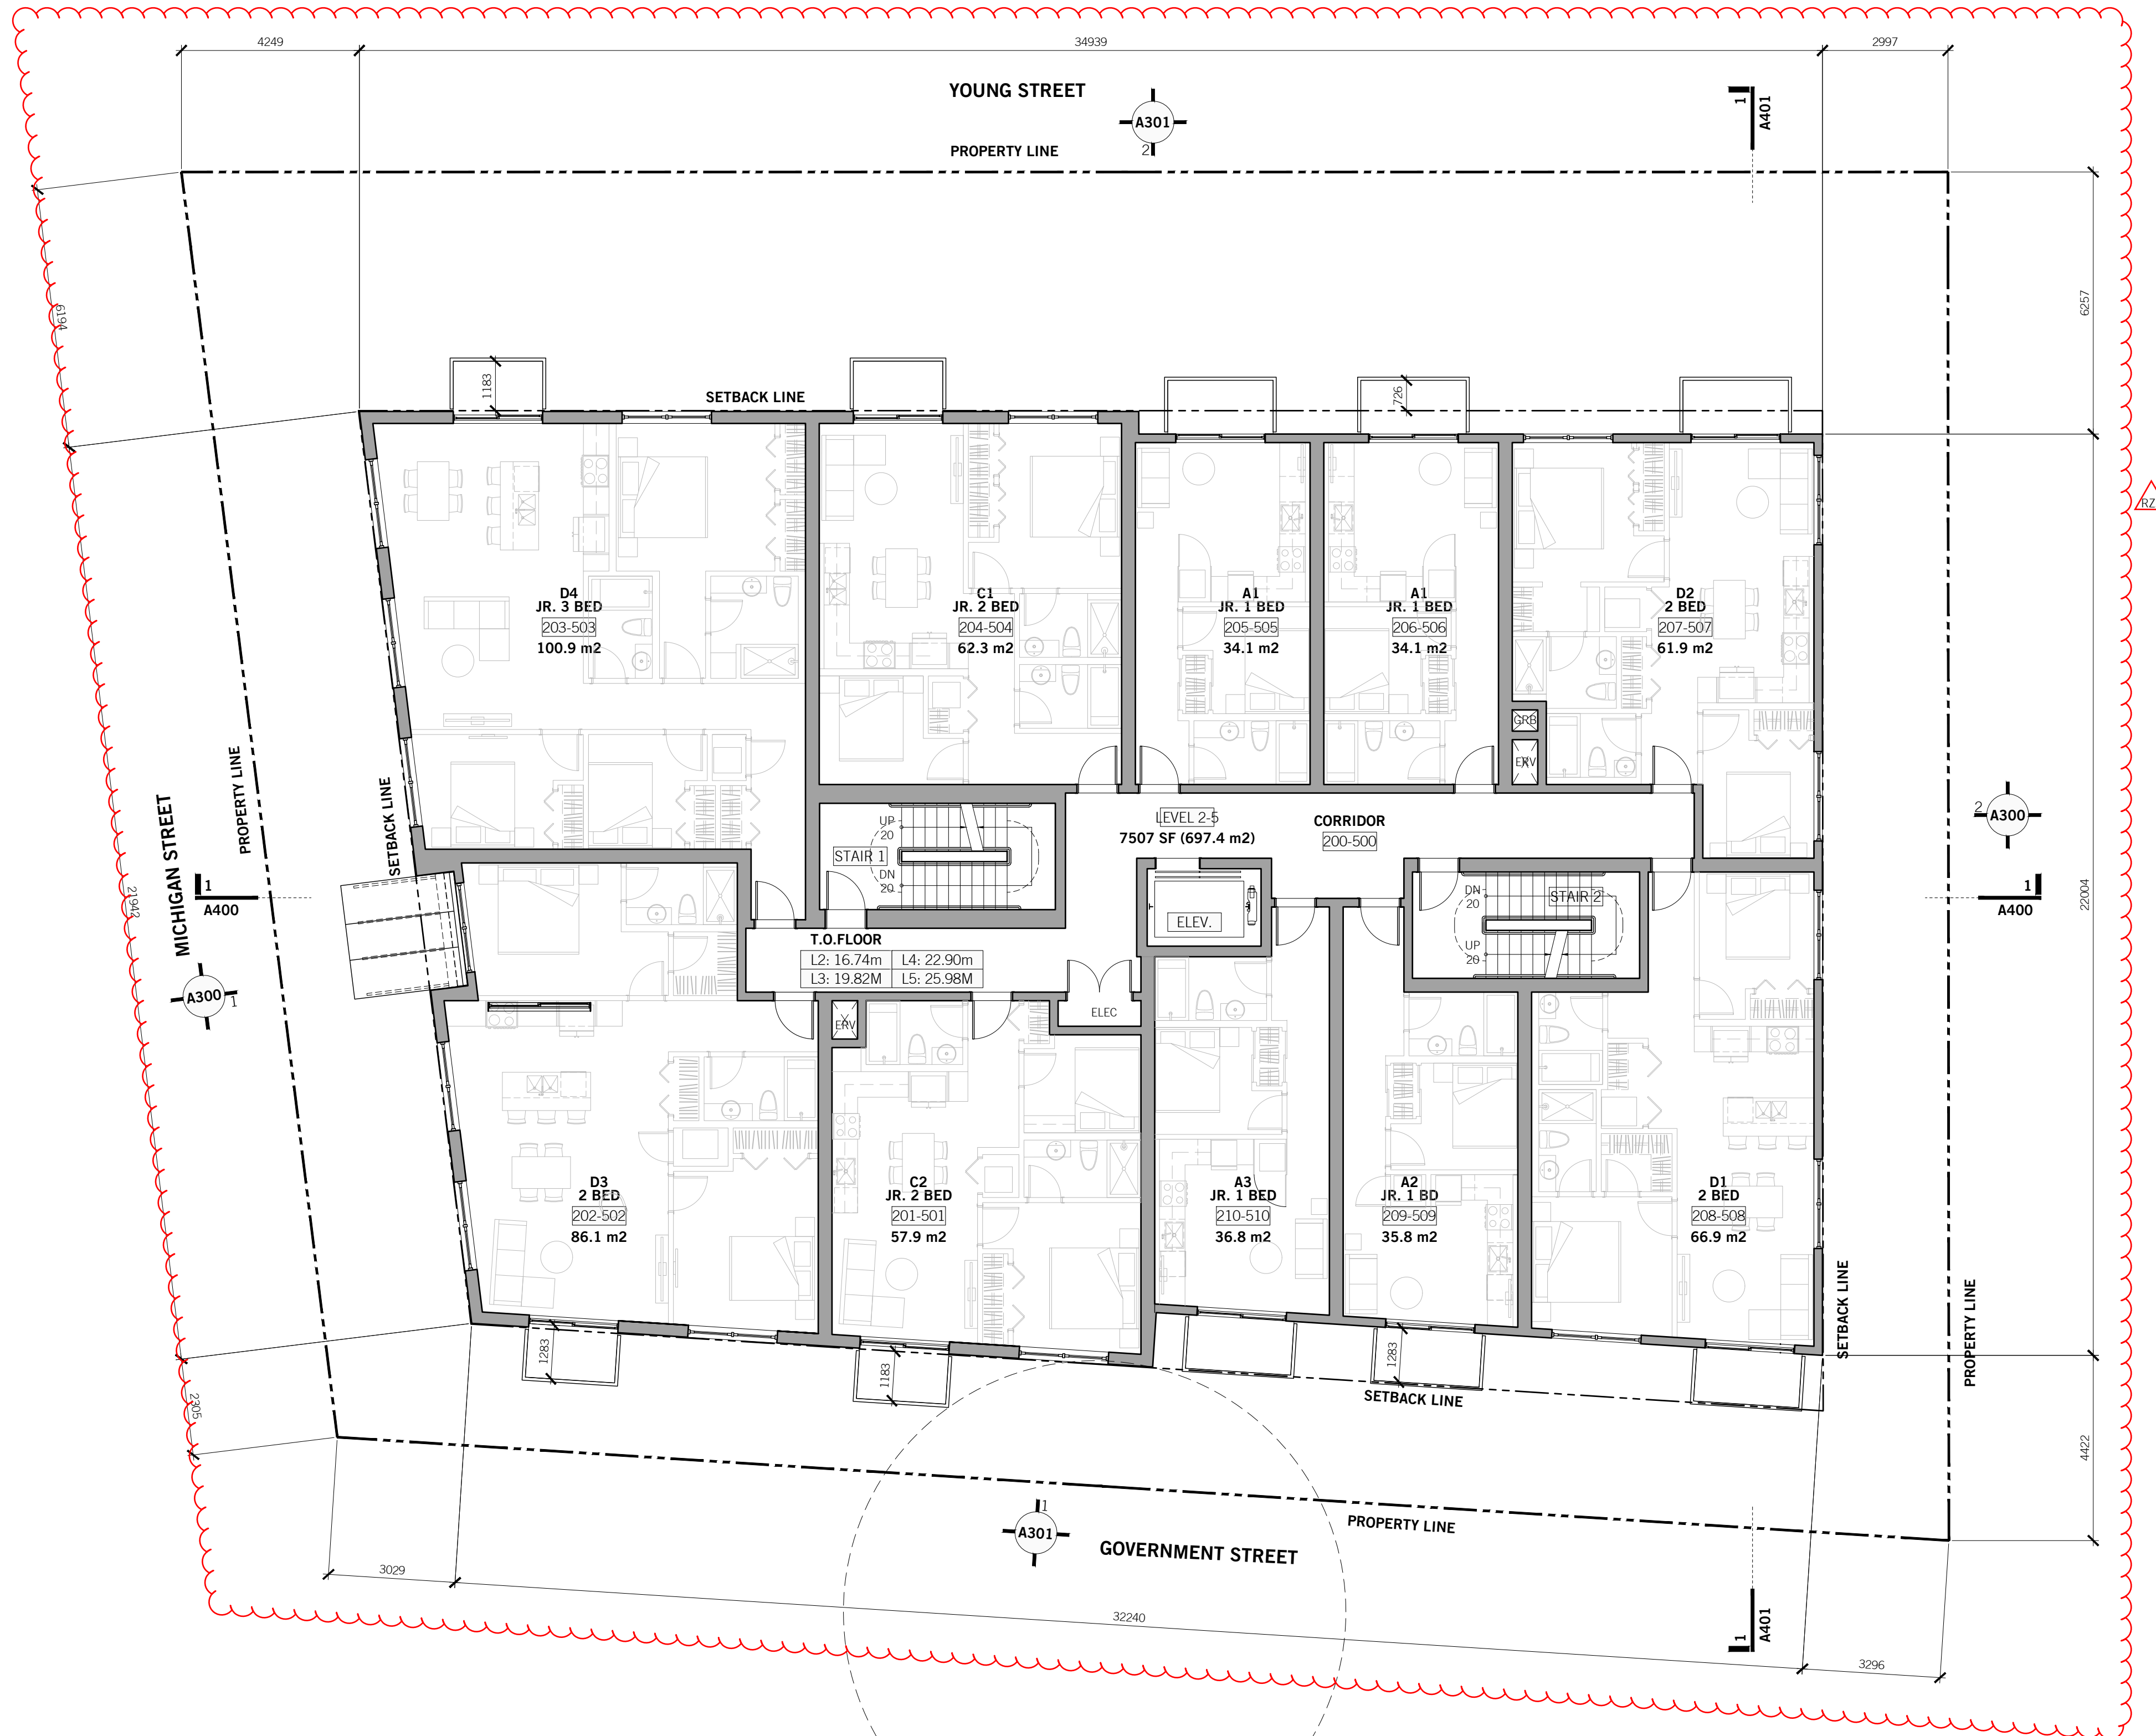 4249
34939
2997
YOUNG STREET
A301
2
1
A401
PROPERTY LINE
6194
6257
1183
SETBACK LINE
726
RZ
D4
JR. 3 BED
203-503
100.9 m2
C1
JR. 2 BED
204-504
62.3 m2
A1
JR. 1 BED
205-505
34.1 m2
A1
JR. 1 BED
206-506
34.1 m2
D2
2 BED
207-507
61.9 m2
GRB
ERV
PROPERTY LINE
SETBACK LINE
MICHIGAN STREET
21942
1
A400
A300
1
UP
20
STAIR 1
DN
20
LEVEL 2-5
7507 SF (697.4 m2)
CORRIDOR
200-500
2
A300
1
A400
22004
ELEV.
DN
20
STAIR 2
UP
20
T.O.FLOOR
L2: 16.74m
L4: 22.90m
L3: 19.82M
L5: 25.98M
ERV
ELEC
D3
2 BED
202-502
86.1 m2
C2
JR. 2 BED
201-501
57.9 m2
A3
JR. 1 BED
210-510
36.8 m2
A2
JR. 1 BD
209-509
35.8 m2
D1
2 BED
208-508
66.9 m2
SETBACK LINE
PROPERTY LINE
1283
1183
1283
SETBACK LINE
2305
4422
1
A301
GOVERNMENT STREET
PROPERTY LINE
3029
32240
3296
1
A401